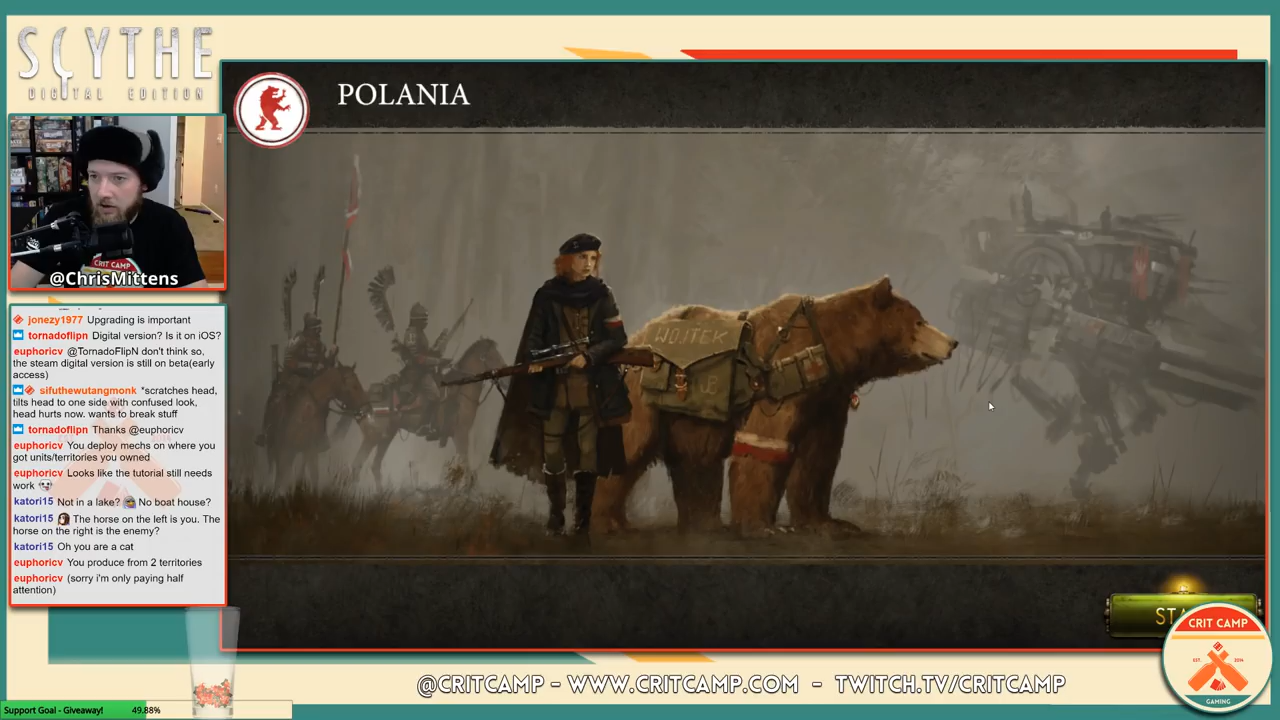 SCYTHE
DIGITAL EDITION
POLANIA
WOJTEK
CRIT CAMP
@ChrisMittens
jonezy1977 Upgrading is important
tornadoflipn Digital version? Is it on iOS?
euphoricv @TornadoFlipN don't think so,
the steam digital version is still on beta(early
access)
sifuthewutangmonk *scratches head,
tilts head to one side with confused look,
head hurts now. wants to break stuff
tornadoflipn Thanks @euphoricv
euphoricv You deploy mechs on where you
got units/territories you owned
euphoricv Looks like the tutorial still needs
work
katori15 Not in a lake? No boat house?
katori15 The horse on the left is you. The
horse on the right is the enemy?
katori15 Oh you are a cat
euphoricv You produce from 2 territories
euphoricv (sorry i'm only paying half
attention)
CRIT CAMP
EST. 2014
GAMING
@CRITCAMP - WWW.CRITCAMP.COM - TWITCH.TV/CRITCAMP
Support Goal - Giveaway! 49.88%